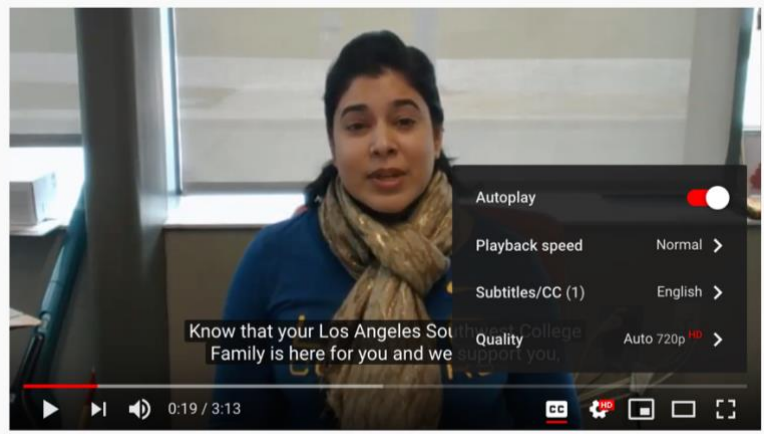 Autoplay
Playback speed Normal
Subtitles/CC (1) English
Know that your Los Angeles Southwest College
Family is here for you and we support you,
Quality Auto 720p HD
0:19 / 3:13
CC
HD